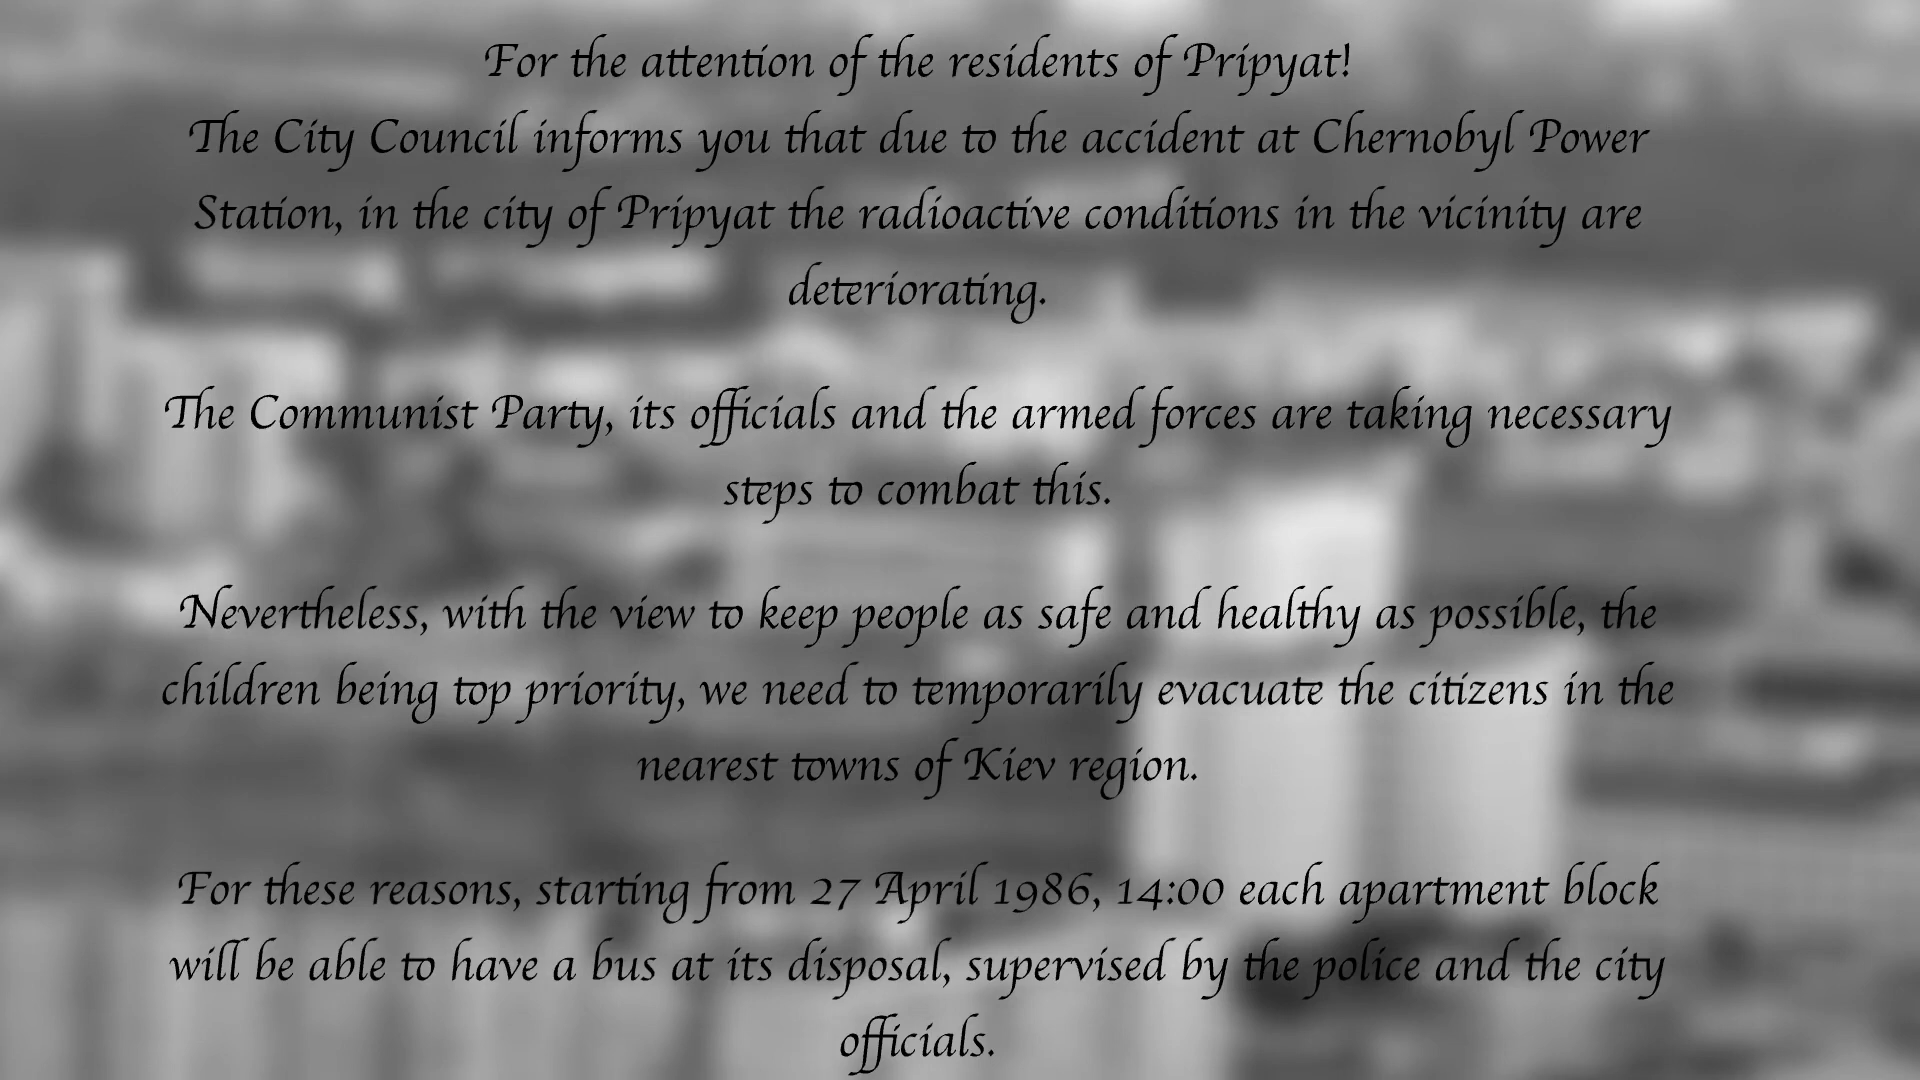 For the attention of the residents of Pripyat!
The City Council informs you that due to the accident at Chernobyl Power
Station, in the city of Pripyat the radioactive conditions in the vicinity are
deteriorating.
The Communist Party, its officials and the armed forces are taking necessary
steps to combat this.
Nevertheless, with the view to keep people as safe and healthy as possible, the
children being top priority, we need to temporarily evacuate the citizens in the
nearest towns of Kiev region.
For these reasons, starting from 27 April 1986, 14:00 each apartment block
will be able to have a bus at its disposal, supervised by the police and the city
officials.